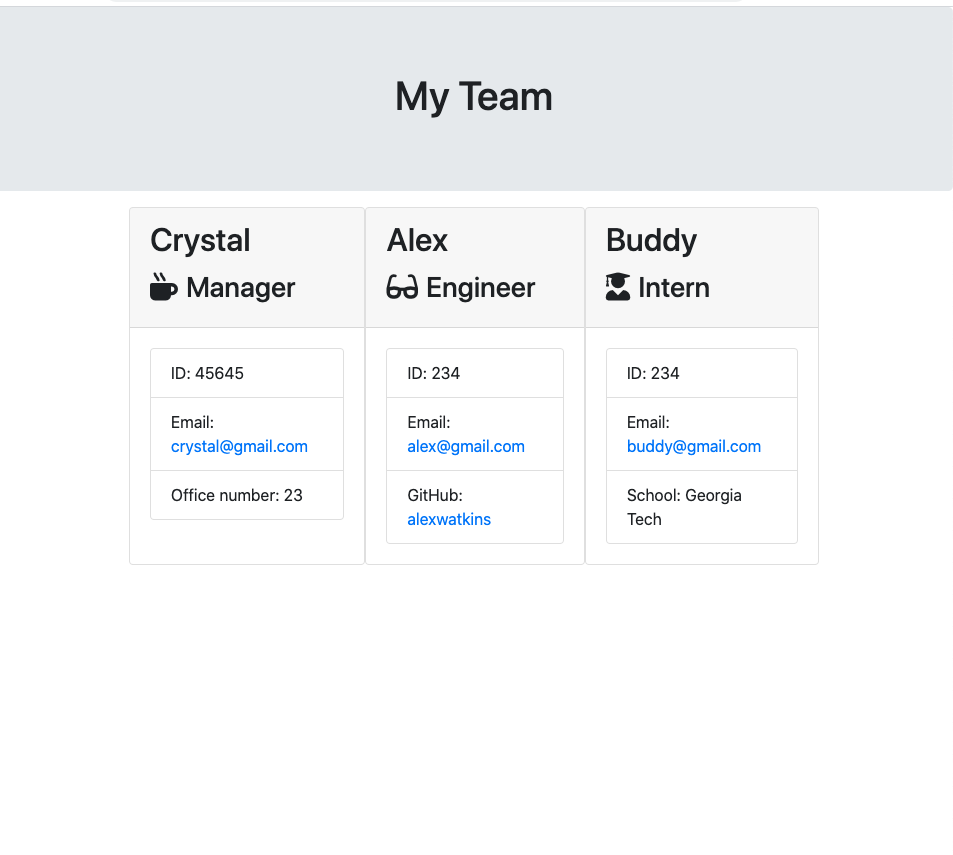 My Team
Crystal
Manager
ID: 45645
Email:
crystal@gmail.com
Office number: 23
Alex
Engineer
ID: 234
Email:
alex@gmail.com
GitHub:
alexwatkins
Buddy
Intern
ID: 234
Email:
buddy@gmail.com
School: Georgia
Tech